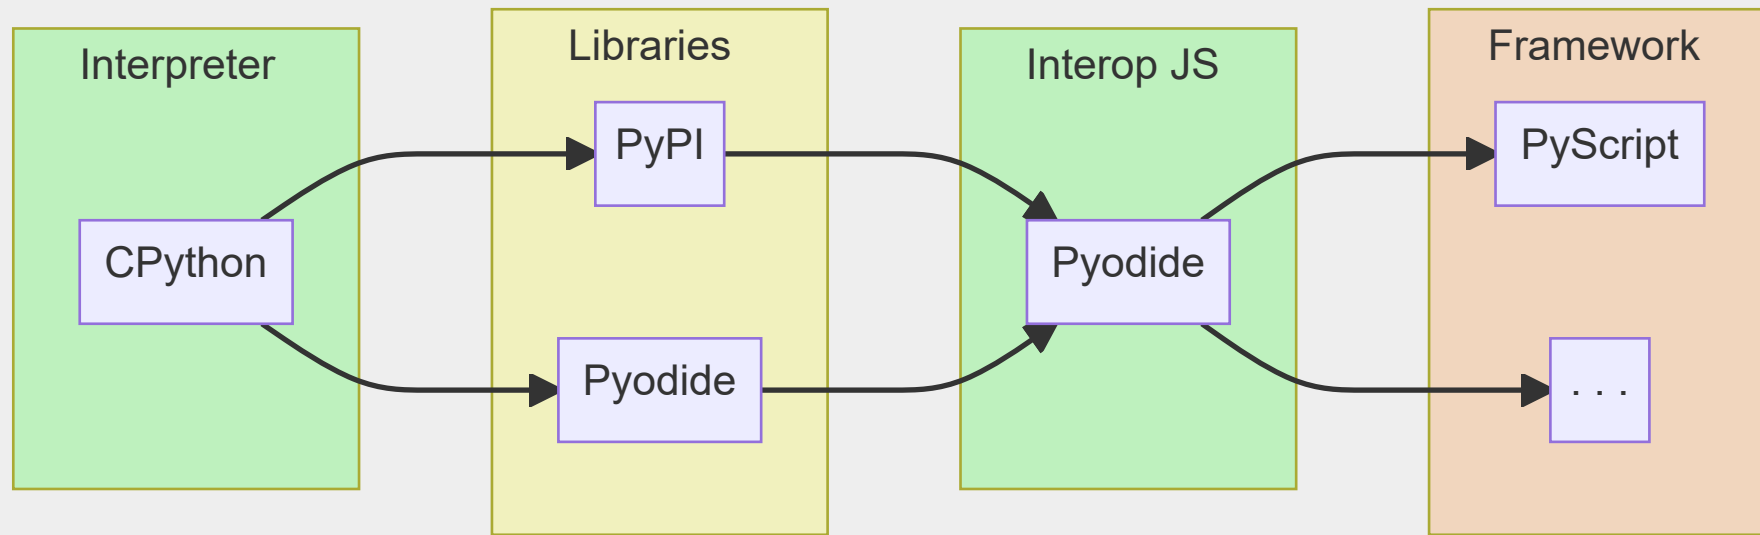 Interpreter
CPython
Libraries
PyPI
Pyodide
Interop JS
Pyodide
Framework
PyScript
. . .